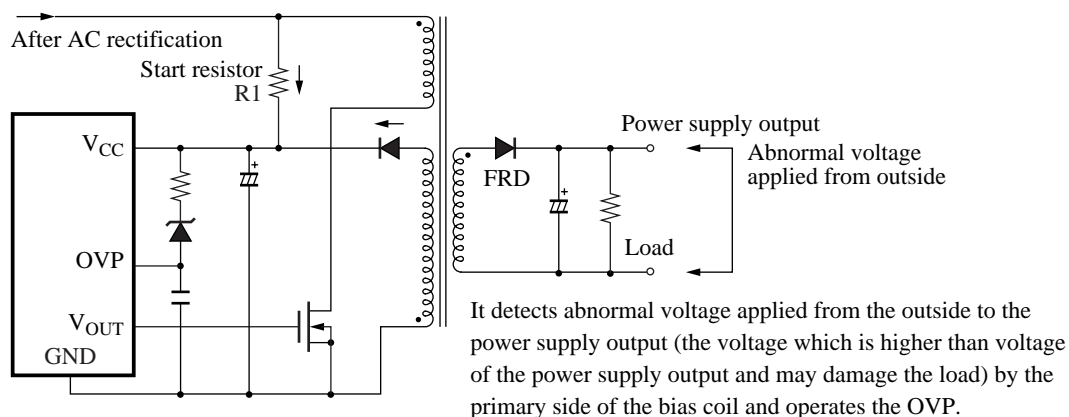 After AC rectification
Start resistor
R1
VCC
OVP
VOUT
GND
+
FRD
+
Power supply output
Abnormal voltage
applied from outside
Load
It detects abnormal voltage applied from the outside to the
power supply output (the voltage which is higher than voltage
of the power supply output and may damage the load) by the
primary side of the bias coil and operates the OVP.